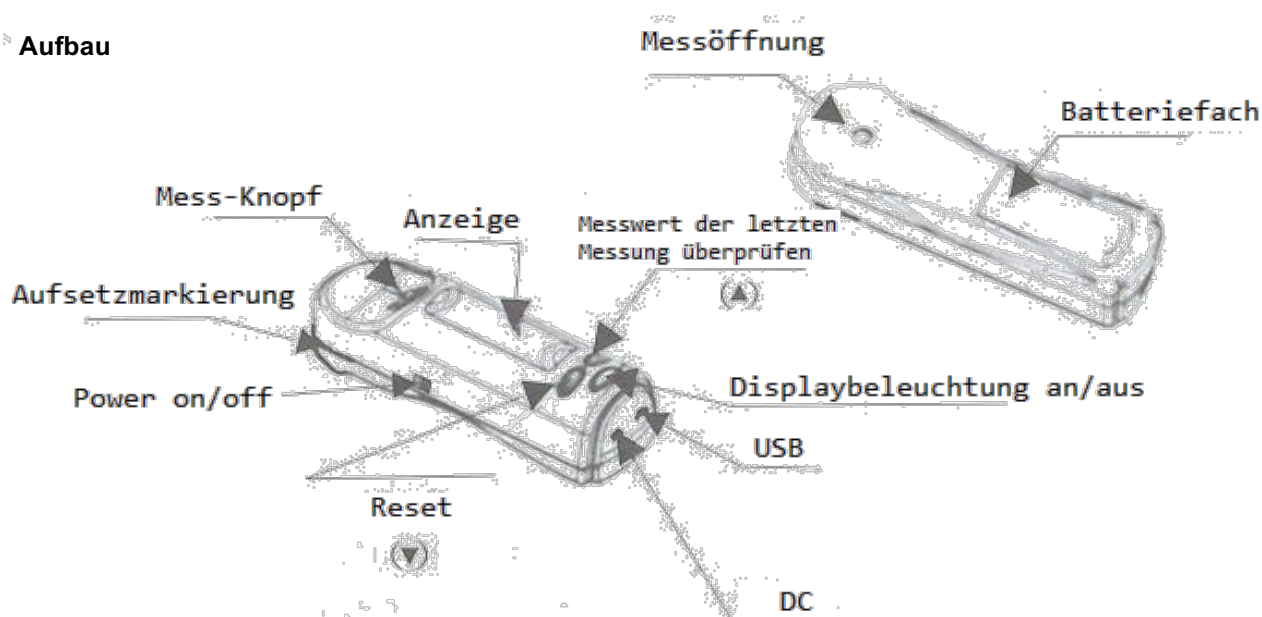 Aufbau
Messöffnung
Batteriefach
Mess-Knopf
Anzeige
Messwert der letzten
Messung überprüfen
(▲)
Aufsetzmarkierung
Power on/off
Displaybeleuchtung an/aus
USB
Reset
(▼)
DC